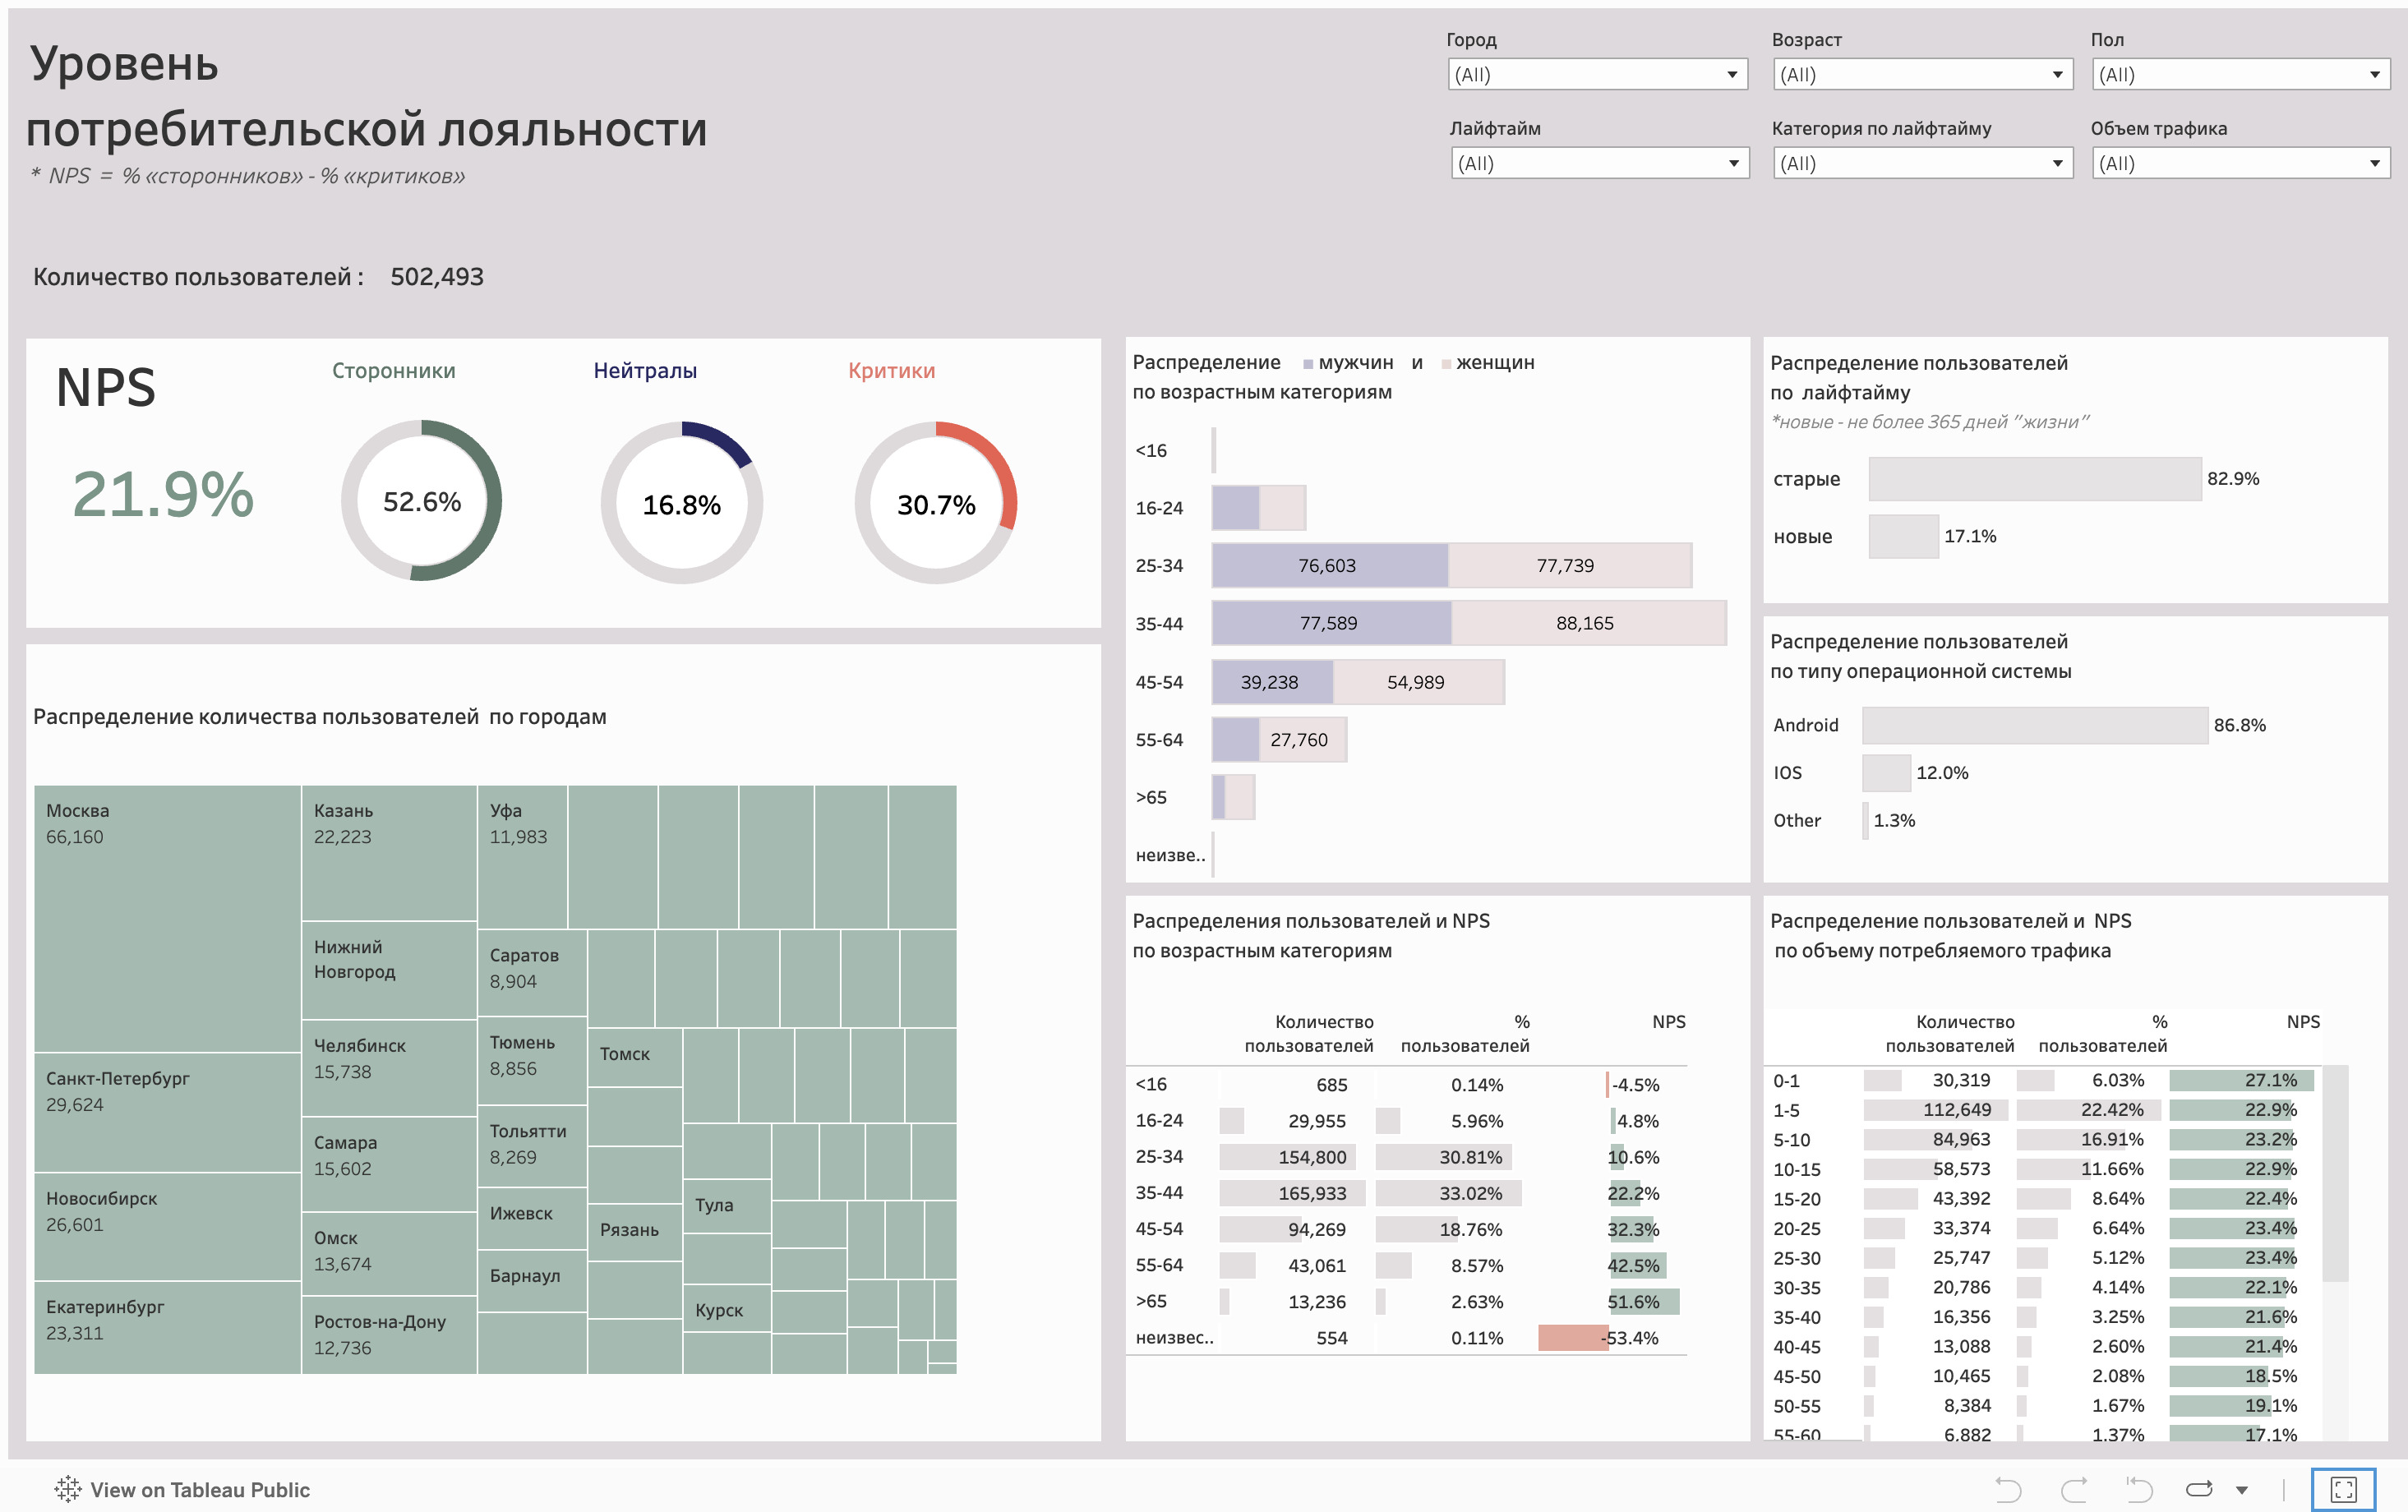 Уровень
потребительской лояльности
* NPS = % «сторонников» - % «критиков»
Город
Возраст
Пол
(All)
(All)
(All)
Лайфтайм
Категория по лайфтайму
Объем трафика
(All)
(All)
(All)
Количество пользователей : 502,493
NPS
21.9%
Сторонники
52.6%
Нейтралы
16.8%
Критики
30.7%
Распределение количества пользователей по городам
Москва
66,160
Санкт-Петербург
29,624
Новосибирск
26,601
Екатеринбург
23,311
Казань
22,223
Нижний
Новгород
Челябинск
15,738
Самара
15,602
Омск
13,674
Ростов-на-Дону
12,736
Уфа
11,983
Саратов
8,904
Тюмень
8,856
Тольятти
8,269
Ижевск
Барнаул
Томск
Рязань
Тула
Курск
Распределение мужчин и женщин
по возрастным категориям
<16
16-24
25-34 76,603 77,739
35-44 77,589 88,165
45-54 39,238 54,989
55-64 27,760
>65
неизве..
Распределения пользователей и NPS
по возрастным категориям
Количество % NPS
пользователей пользователей
<16 685 0.14% -4.5%
16-24 29,955 5.96% 4.8%
25-34 154,800 30.81% 10.6%
35-44 165,933 33.02% 22.2%
45-54 94,269 18.76% 32.3%
55-64 43,061 8.57% 42.5%
>65 13,236 2.63% 51.6%
неизвес.. 554 0.11% -53.4%
Распределение пользователей
по лайфтайму
*новые - не более 365 дней "жизни"
старые 82.9%
новые 17.1%
Распределение пользователей
по типу операционной системы
Android 86.8%
IOS 12.0%
Other 1.3%
Распределение пользователей и NPS
по объему потребляемого трафика
Количество % NPS
пользователей пользователей
0-1 30,319 6.03% 27.1%
1-5 112,649 22.42% 22.9%
5-10 84,963 16.91% 23.2%
10-15 58,573 11.66% 22.9%
15-20 43,392 8.64% 22.4%
20-25 33,374 6.64% 23.4%
25-30 25,747 5.12% 23.4%
30-35 20,786 4.14% 22.1%
35-40 16,356 3.25% 21.6%
40-45 13,088 2.60% 21.4%
45-50 10,465 2.08% 18.5%
50-55 8,384 1.67% 19.1%
55-60 6,882 1.37% 17.1%
View on Tableau Public